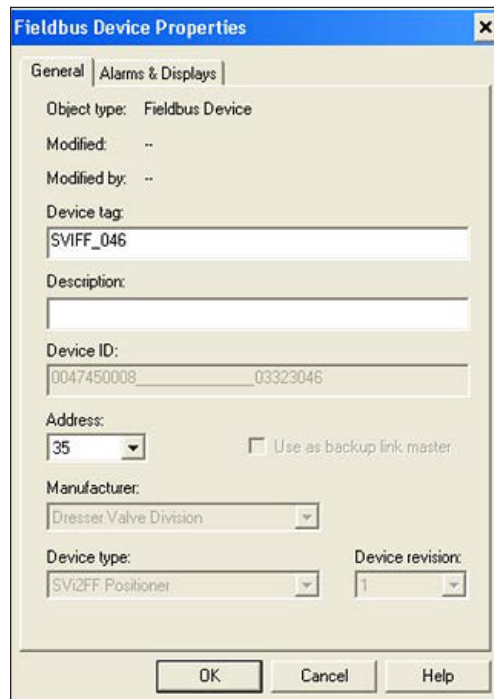 Fieldbus Device Properties
General Alarms & Displays
Object type: Fieldbus Device
Modified: --
Modified by: --
Device tag:
SVIFF_046
Description:
Device ID:
0047450008____________________03323046
Address:
35 Use as backup link master
Manufacturer:
Dresser Valve Division
Device type: Device revision:
SVi2FF Positioner 1
OK Cancel Help